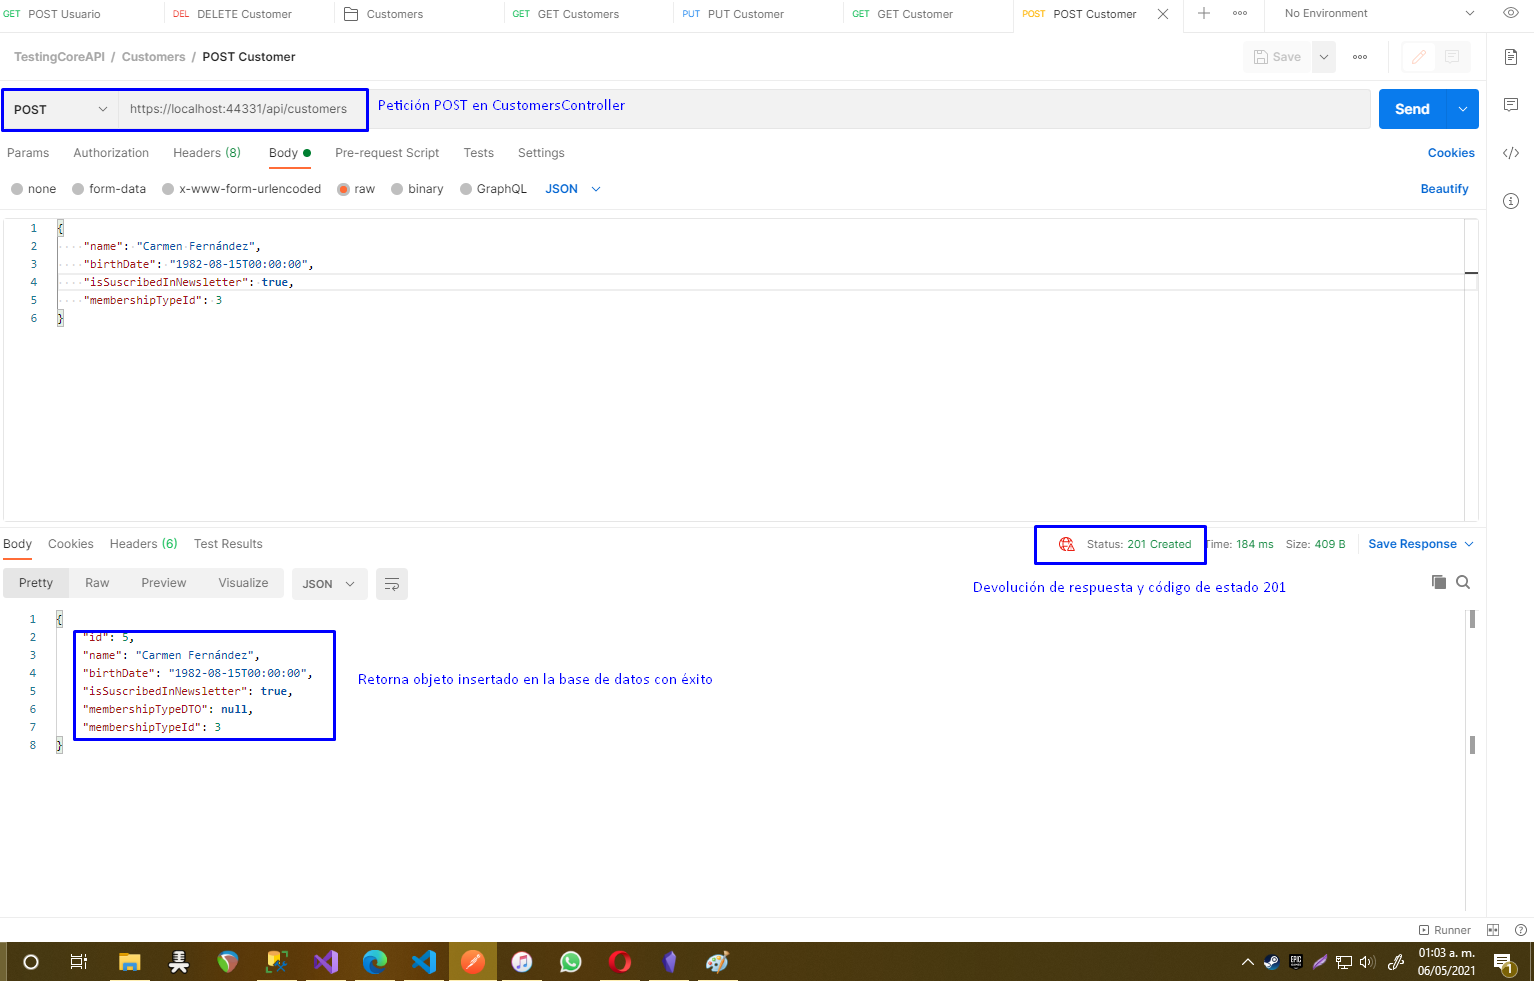 GET POST Usuario DEL DELETE Customer Customers GET GET Customers PUT PUT Customer GET GET Customer POST POST Customer No Environment
TestingCoreAPI / Customers / POST Customer Save
POST https://localhost:44331/api/customers Petición POST en CustomersController Send
Params Authorization Headers (8) Body Pre-request Script Tests Settings Cookies
none form-data x-www-form-urlencoded raw binary GraphQL JSON Beautify
1 {
2 "name": "Carmen Fernández",
3 "birthDate": "1982-08-15T00:00:00",
4 "isSuscribedInNewsletter": true,
5 "membershipTypeId": 3
6 }
Body Cookies Headers (6) Test Results Status: 201 Created Time: 184 ms Size: 409 B Save Response
Pretty Raw Preview Visualize JSON
Devolución de respuesta y código de estado 201
1 {
2 "id": 5,
3 "name": "Carmen Fernández",
4 "birthDate": "1982-08-15T00:00:00",
5 "isSuscribedInNewsletter": true,
6 "membershipTypeDTO": null,
7 "membershipTypeId": 3
8 }
Retorna objeto insertado en la base de datos con éxito
Runner
01:03 a. m.
06/05/2021
EPIC
1